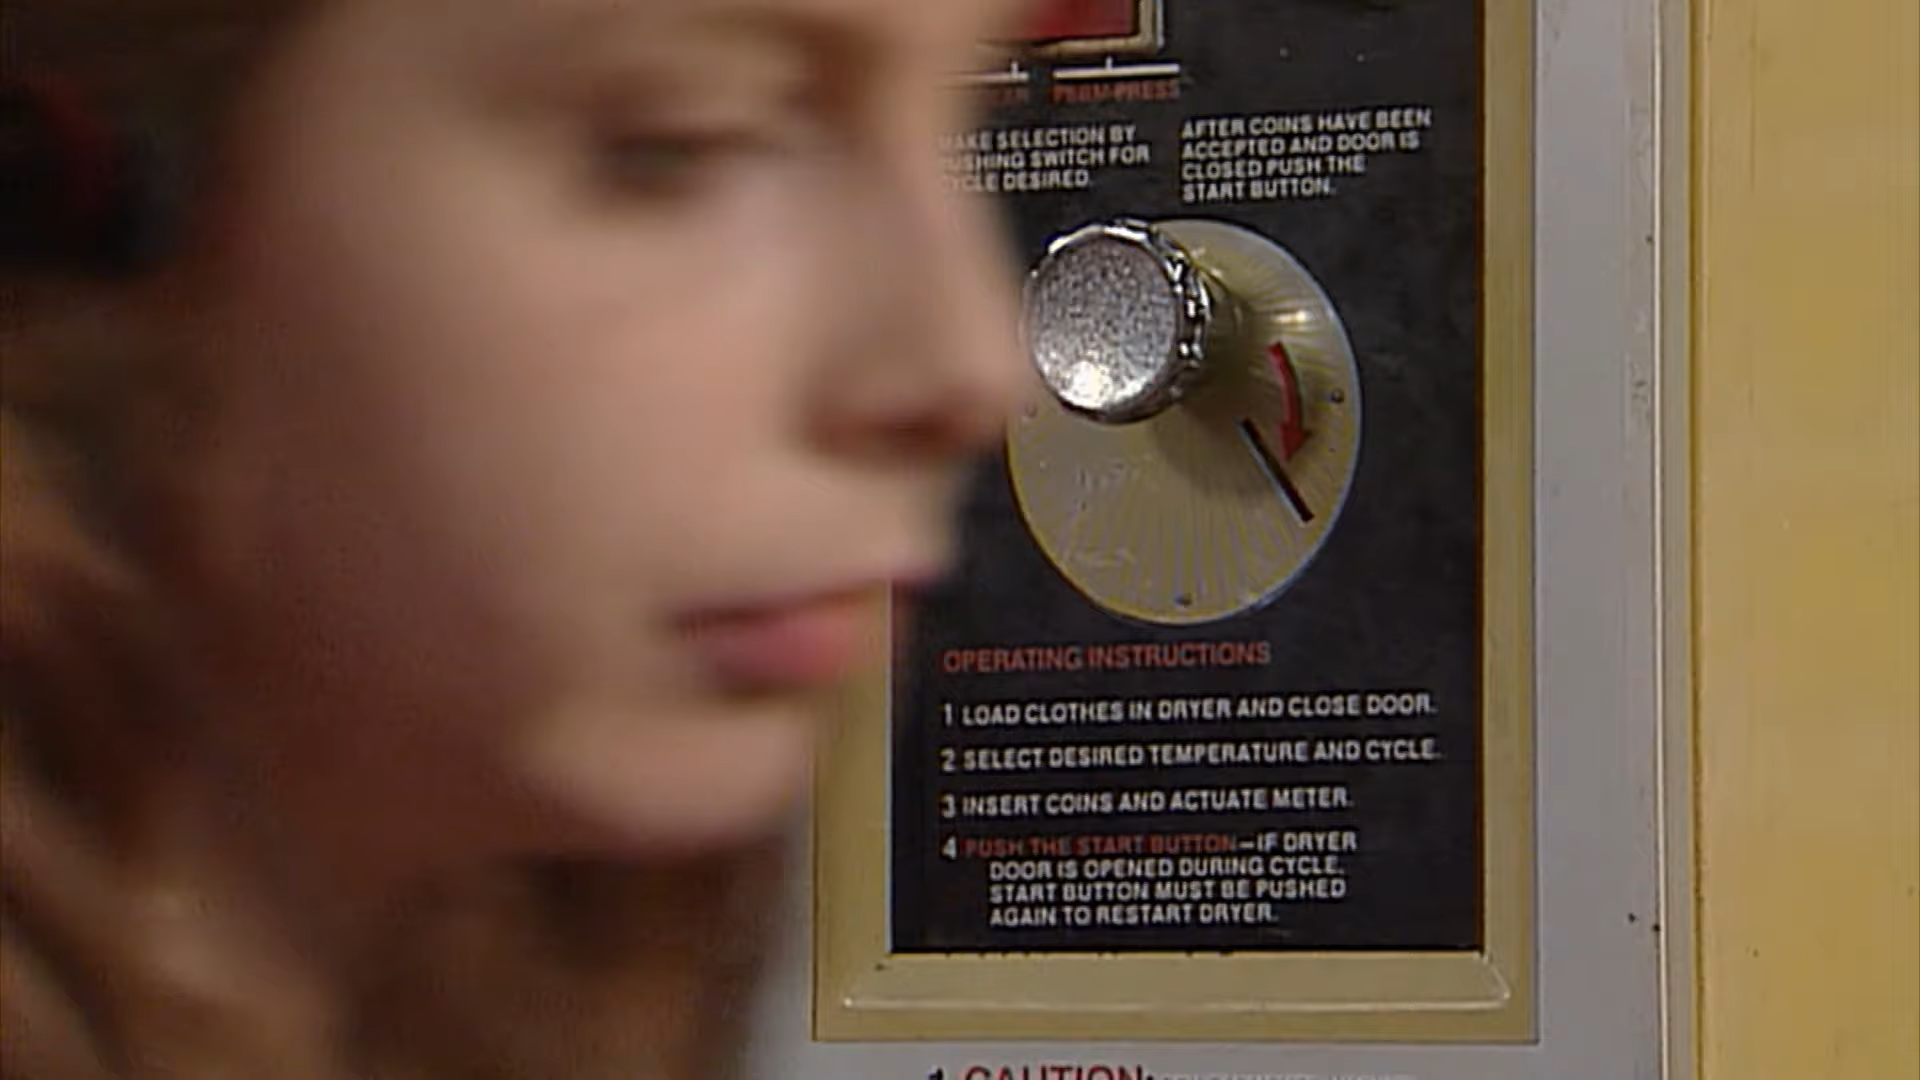 PERM-PRESS
MAKE SELECTION BY
PUSHING SWITCH FOR
CYCLE DESIRED.
AFTER COINS HAVE BEEN
ACCEPTED AND DOOR IS
CLOSED PUSH THE
START BUTTON.
OPERATING INSTRUCTIONS
1 LOAD CLOTHES IN DRYER AND CLOSE DOOR.
2 SELECT DESIRED TEMPERATURE AND CYCLE.
3 INSERT COINS AND ACTUATE METER.
4 PUSH THE START BUTTON—IF DRYER
DOOR IS OPENED DURING CYCLE,
START BUTTON MUST BE PUSHED
AGAIN TO RESTART DRYER.
CAUTION: